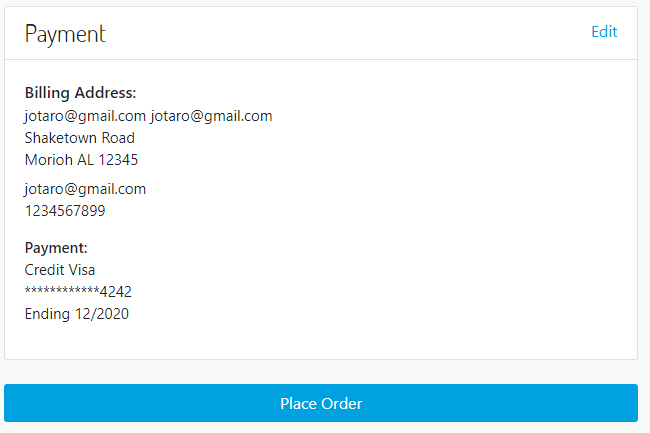 Payment
Edit
Billing Address:
jotaro@gmail.com jotaro@gmail.com
Shaketown Road
Morioh AL 12345
jotaro@gmail.com
1234567899
Payment:
Credit Visa
************4242
Ending 12/2020
Place Order